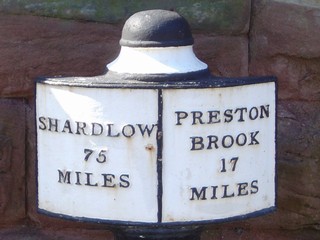 SHARDLOW
75
MILES
PRESTON
BROOK
17
MILES